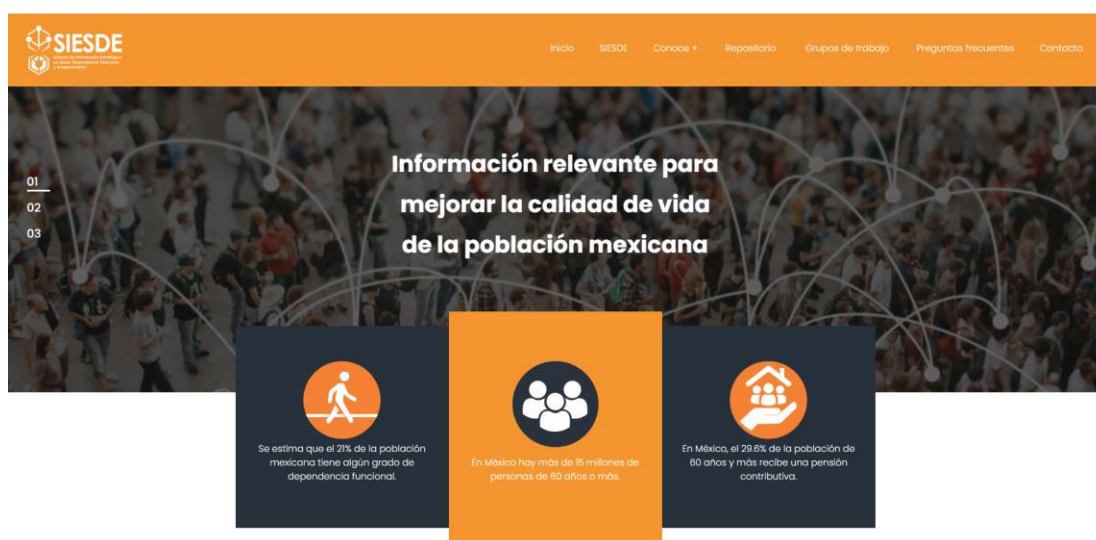 SIESDE
Inicio
SIESDE
Conoce +
Repositorio
Grupos de trabajo
Preguntas frecuentes
Contacto
Información relevante para
mejorar la calidad de vida
de la población mexicana
01
02
03
Se estima que el 21% de la población
mexicana tiene algún grado de
dependencia funcional.
En México hay más de 15 millones de
personas de 60 años o más.
En México, el 29.6% de la población de
60 años y más recibe una pensión
contributiva.